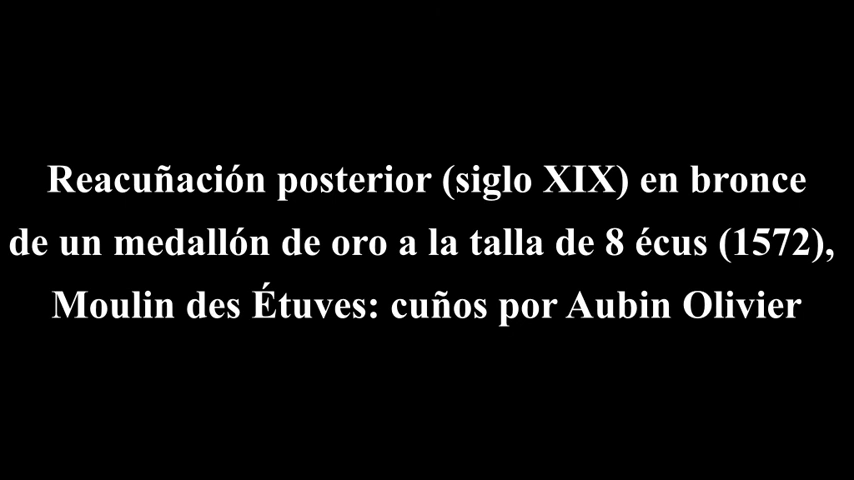 Reacuñación posterior (siglo XIX) en bronce
de un medallón de oro a la talla de 8 écus (1572),
Moulin des Étuves: cuños por Aubin Olivier